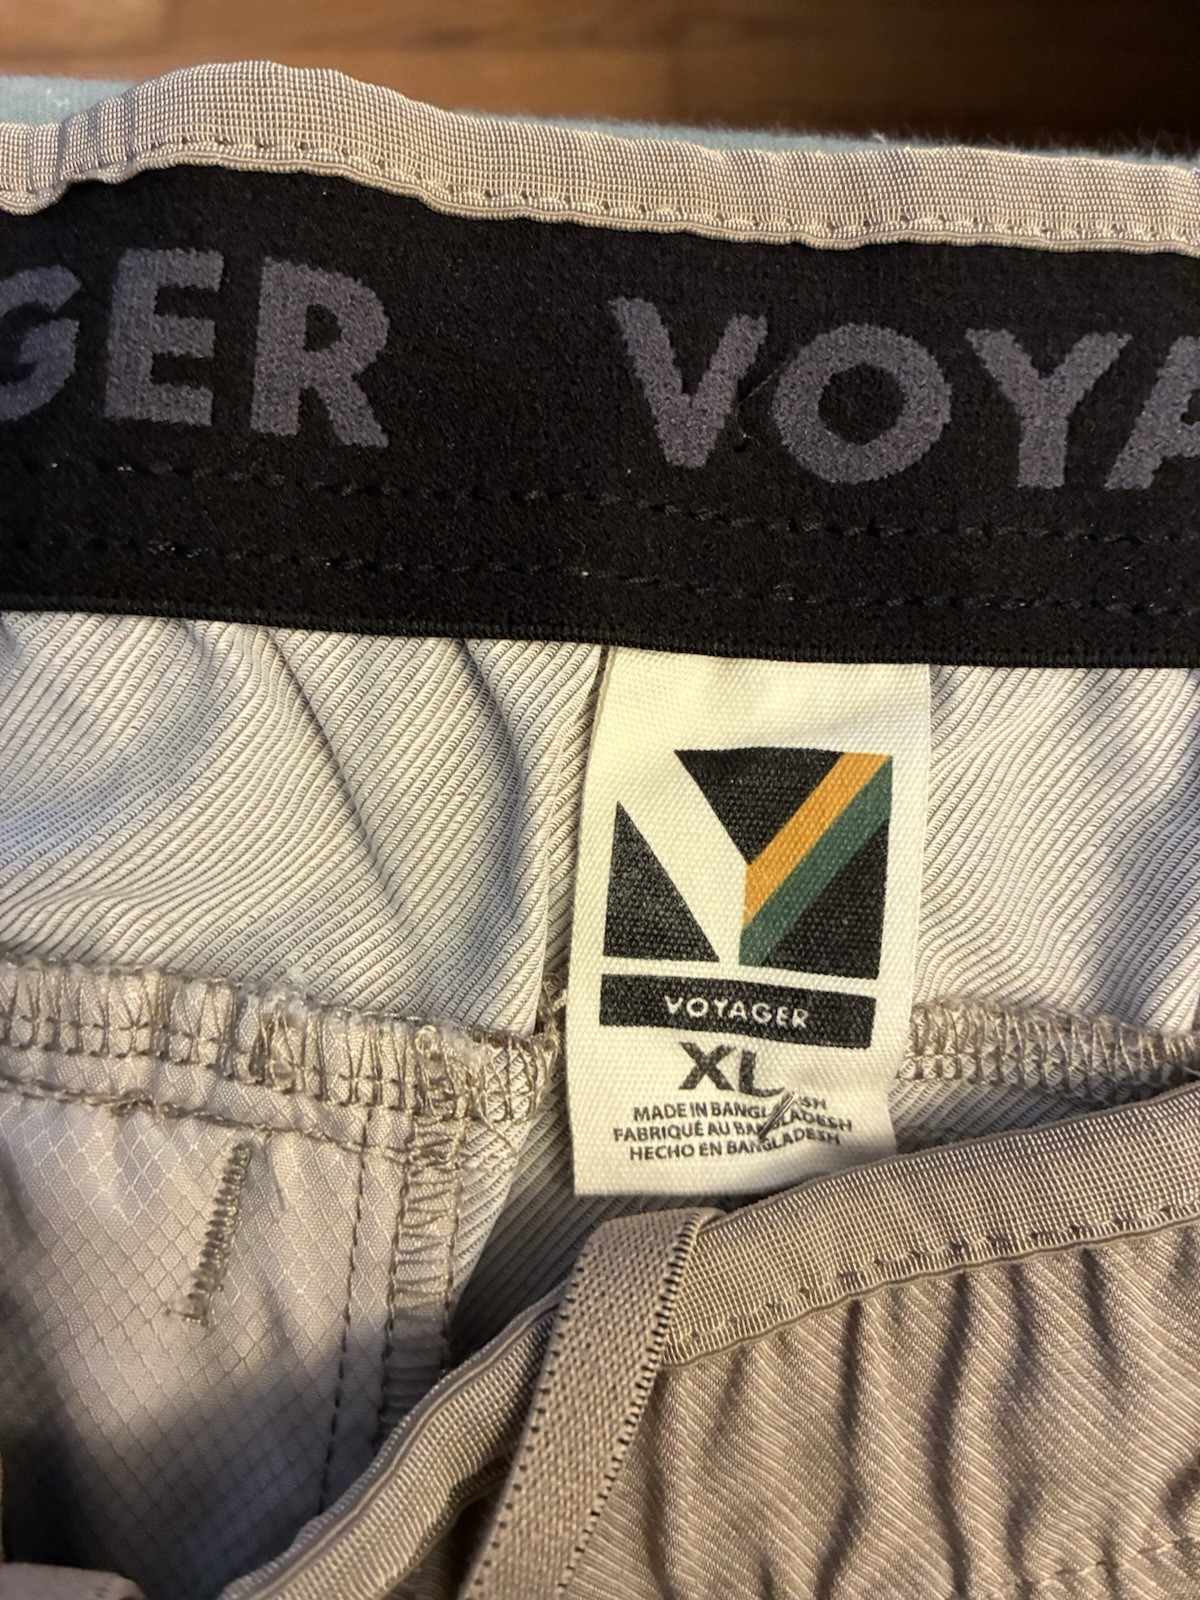 GER VOYA
VOYAGER
XL
MADE IN BANGLADESH
FABRIQUÉ AU BANGLADESH
HECHO EN BANGLADESH